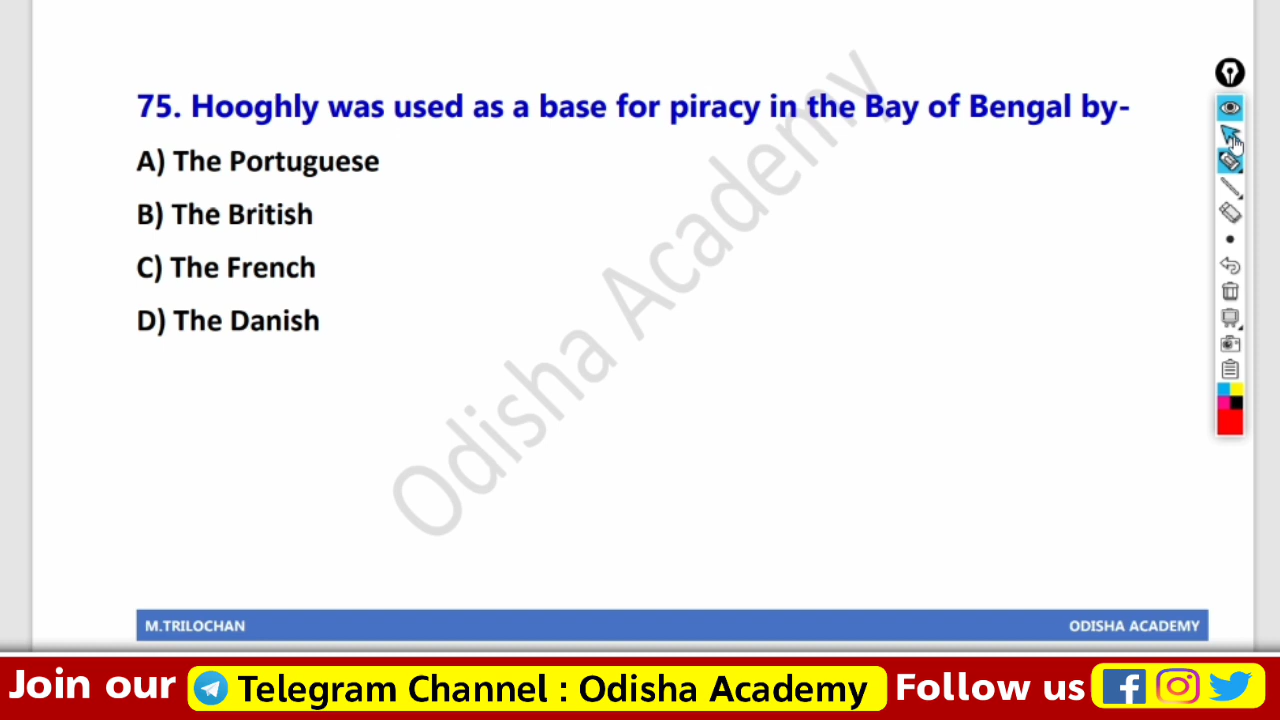 75. Hooghly was used as a base for piracy in the Bay of Bengal by-
A) The Portuguese
B) The British
C) The French
D) The Danish
Odisha Academy
M.TRILOCHAN
ODISHA ACADEMY
Join our
Telegram Channel : Odisha Academy
Follow us